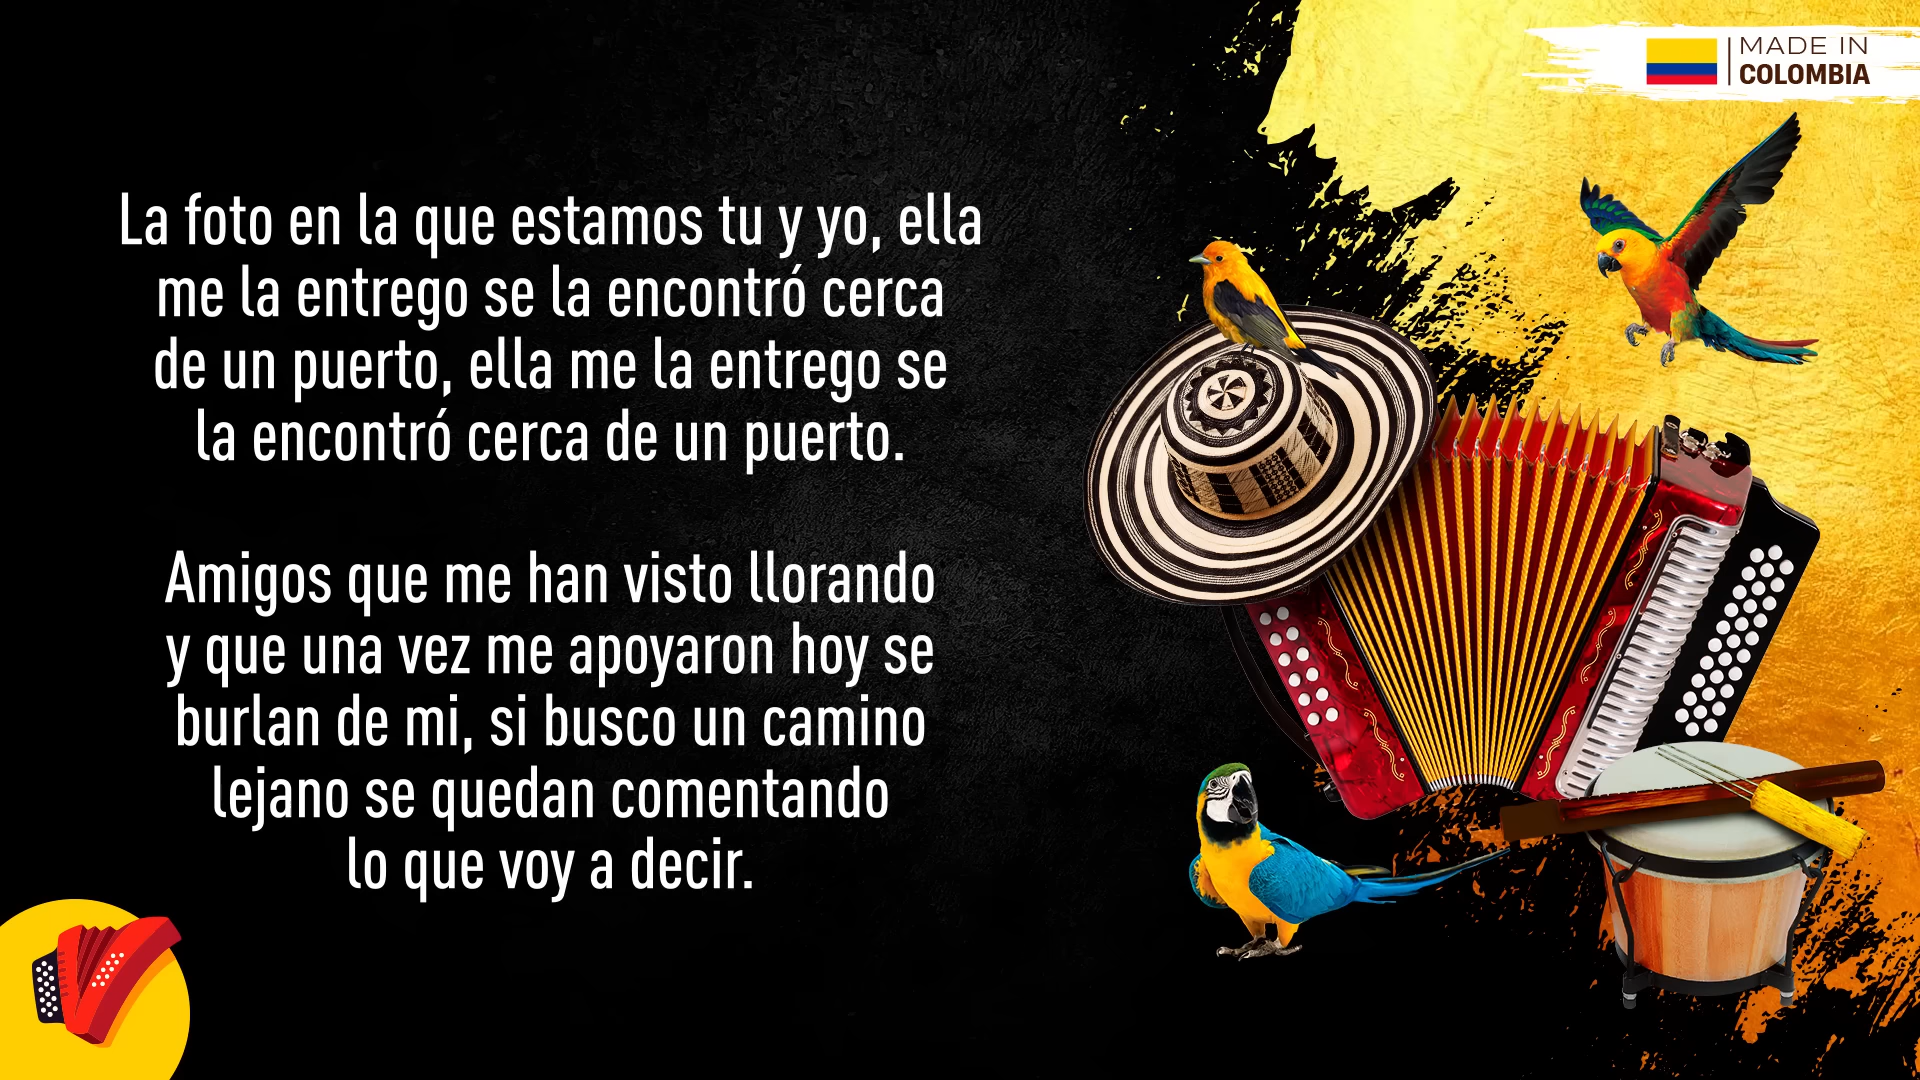 MADE IN
COLOMBIA
La foto en la que estamos tu y yo, ella
me la entrego se la encontró cerca
de un puerto, ella me la entrego se
la encontró cerca de un puerto.
Amigos que me han visto llorando
y que una vez me apoyaron hoy se
burlan de mi, si busco un camino
lejano se quedan comentando
lo que voy a decir.